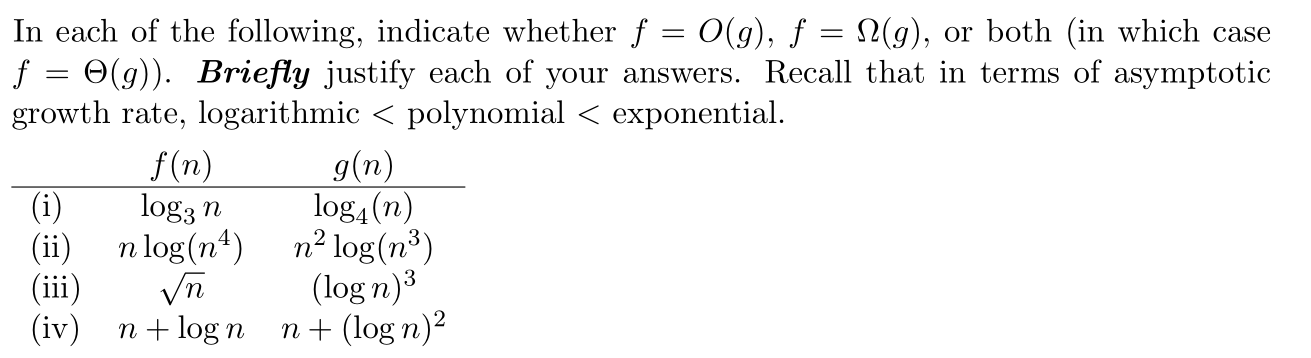 In each of the following, indicate whether f = O(g), f = Ω(g), or both (in which case
f = Θ(g)). Briefly justify each of your answers. Recall that in terms of asymptotic
growth rate, logarithmic < polynomial < exponential.
f(n) g(n)
(i) log₃ n log₄(n)
(ii) n log(n⁴) n² log(n³)
(iii) √n (log n)³
(iv) n + log n n + (log n)²